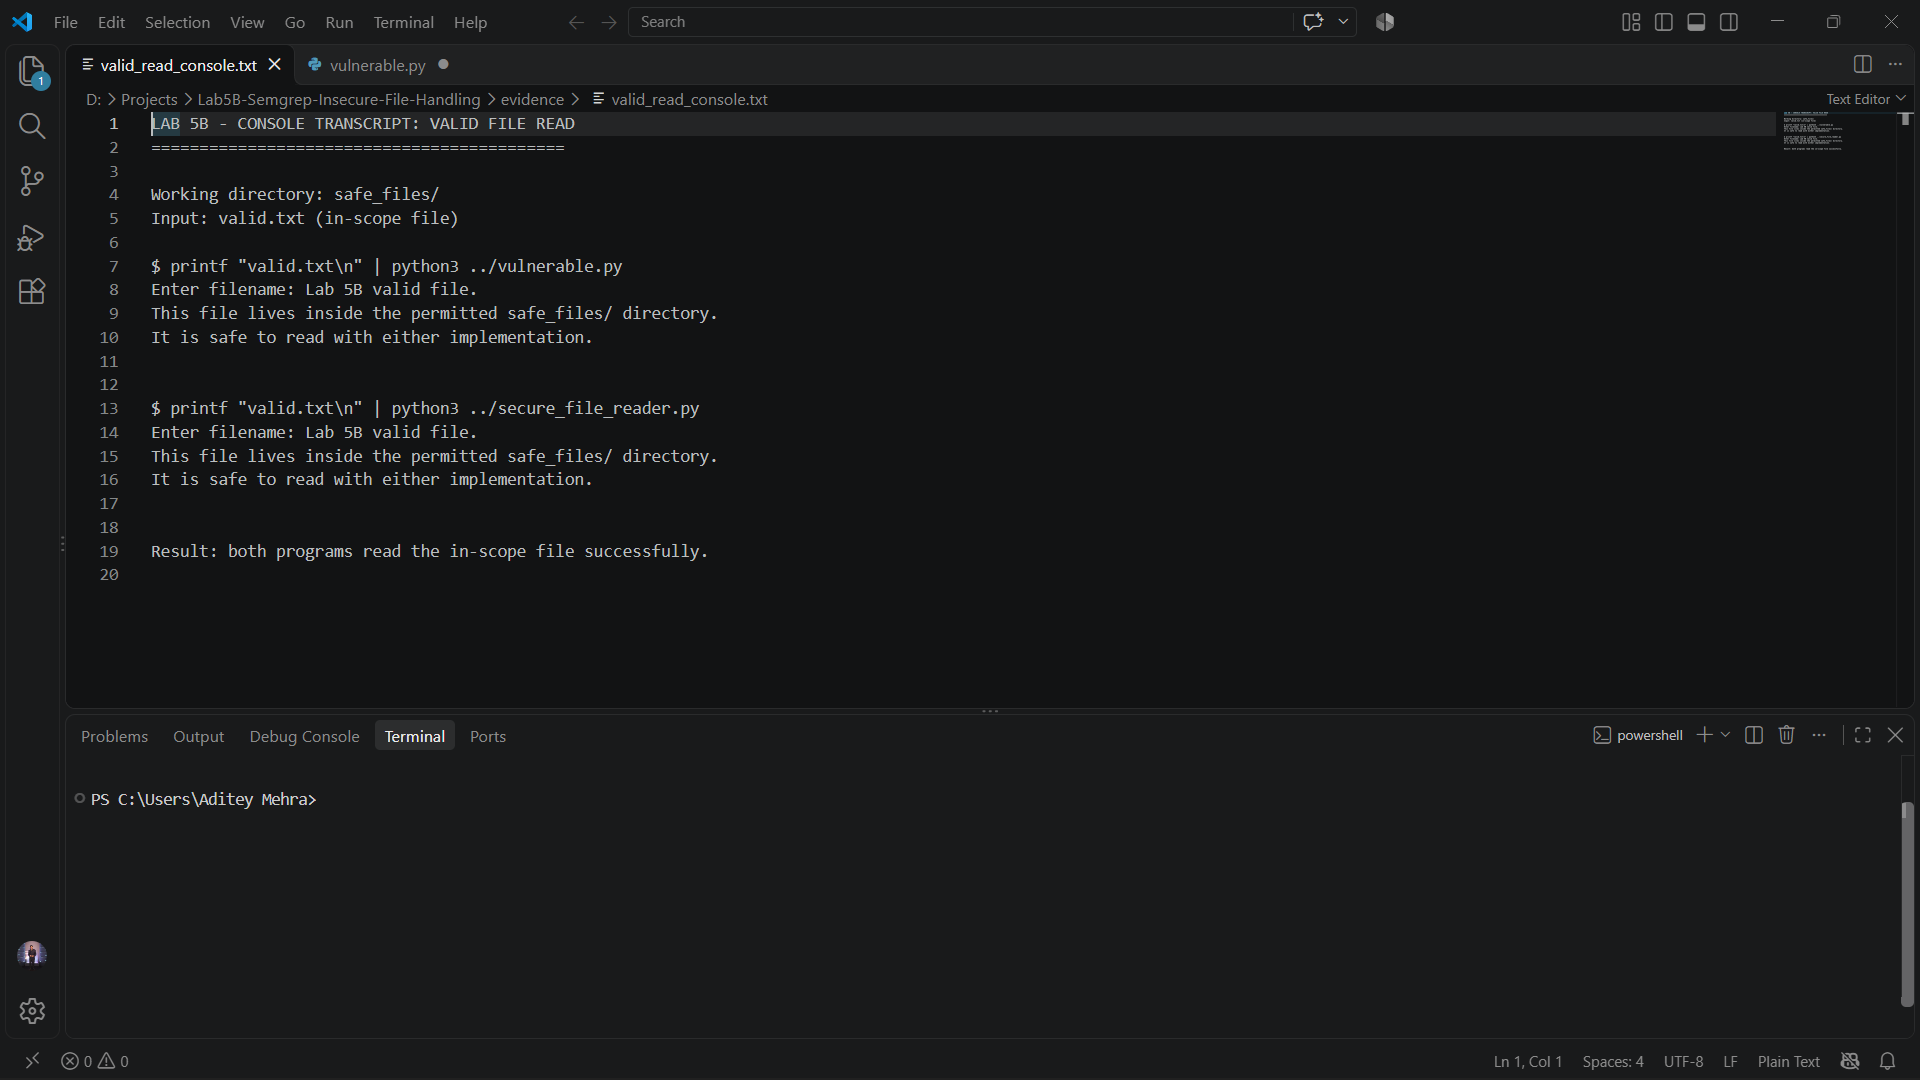 File Edit Selection View Go Run Terminal Help
Search
valid_read_console.txt
vulnerable.py
D: > Projects > Lab5B-Semgrep-Insecure-File-Handling > evidence > valid_read_console.txt
Text Editor
1 LAB 5B - CONSOLE TRANSCRIPT: VALID FILE READ
2 ===========================================
3
4 Working directory: safe_files/
5 Input: valid.txt (in-scope file)
6
7 $ printf "valid.txt\n" | python3 ../vulnerable.py
8 Enter filename: Lab 5B valid file.
9 This file lives inside the permitted safe_files/ directory.
10 It is safe to read with either implementation.
11
12
13 $ printf "valid.txt\n" | python3 ../secure_file_reader.py
14 Enter filename: Lab 5B valid file.
15 This file lives inside the permitted safe_files/ directory.
16 It is safe to read with either implementation.
17
18
19 Result: both programs read the in-scope file successfully.
20
1
Problems Output Debug Console Terminal Ports
powershell
PS C:\Users\Aditey Mehra>
0 0
Ln 1, Col 1 Spaces: 4 UTF-8 LF Plain Text